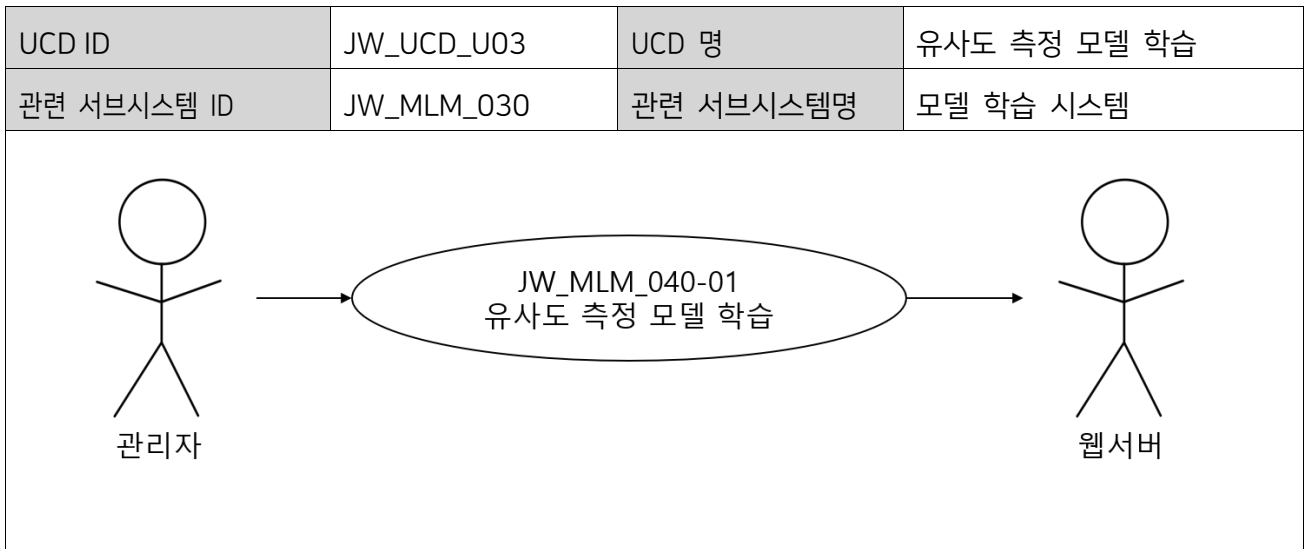 UCD ID JW_UCD_U03 UCD 명 유사도 측정 모델 학습
관련 서브시스템 ID JW_MLM_030 관련 서브시스템명 모델 학습 시스템
JW_MLM_040-01
유사도 측정 모델 학습
관리자 웹서버